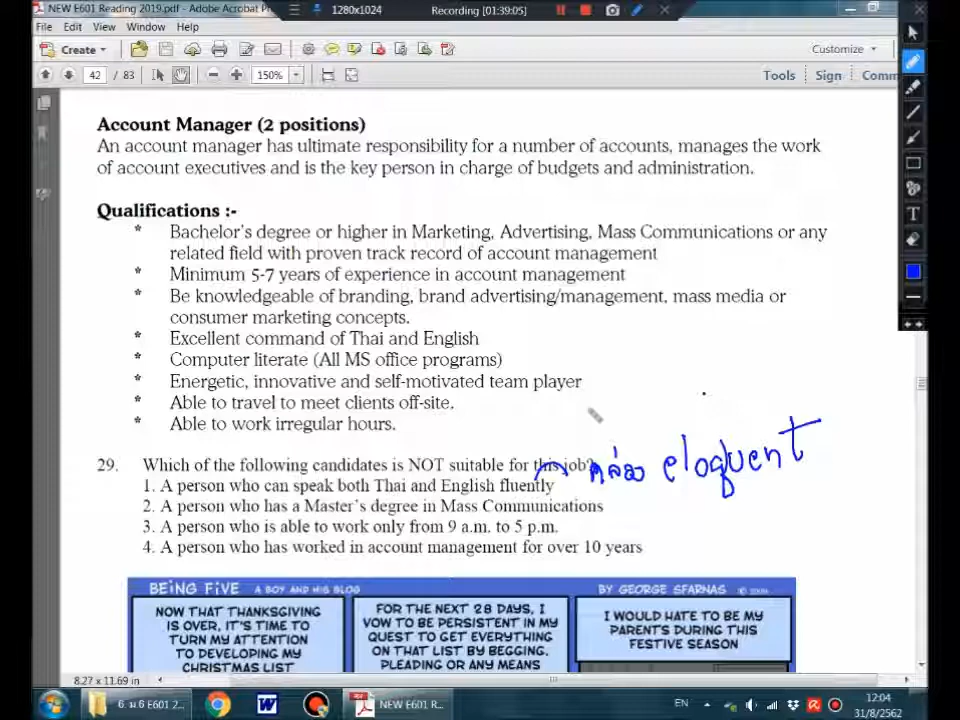 NEW E601 Reading 2019.pdf - Adobe Acrobat P
1280x1024
Recording [01:39:05]
File Edit View Window Help
Create
Customize
42 / 83
150%
Tools Sign Comm
Account Manager (2 positions)
An account manager has ultimate responsibility for a number of accounts, manages the work
of account executives and is the key person in charge of budgets and administration.
Qualifications :-
* Bachelor's degree or higher in Marketing, Advertising, Mass Communications or any
related field with proven track record of account management
* Minimum 5-7 years of experience in account management
* Be knowledgeable of branding, brand advertising/management, mass media or
consumer marketing concepts.
* Excellent command of Thai and English
* Computer literate (All MS office programs)
* Energetic, innovative and self-motivated team player
* Able to travel to meet clients off-site.
* Able to work irregular hours.
29. Which of the following candidates is NOT suitable for this job?
คล่อง eloquent
1. A person who can speak both Thai and English fluently
2. A person who has a Master's degree in Mass Communications
3. A person who is able to work only from 9 a.m. to 5 p.m.
4. A person who has worked in account management for over 10 years
BEING FIVE A BOY AND HIS BLOG BY GEORGE SFARNAS
NOW THAT THANKSGIVING
IS OVER, IT'S TIME TO
TURN MY ATTENTION
TO DEVELOPING MY
CHRISTMAS LIST
FOR THE NEXT 28 DAYS, I
VOW TO BE PERSISTENT IN MY
QUEST TO GET EVERYTHING
ON THAT LIST BY BEGGING,
PLEADING OR ANY MEANS
I WOULD HATE TO BE MY
PARENTS DURING THIS
FESTIVE SEASON
8.27 x 11.69 in
6. ม.6 E601 2...
NEW E601 R...
EN
12:04
31/8/2562